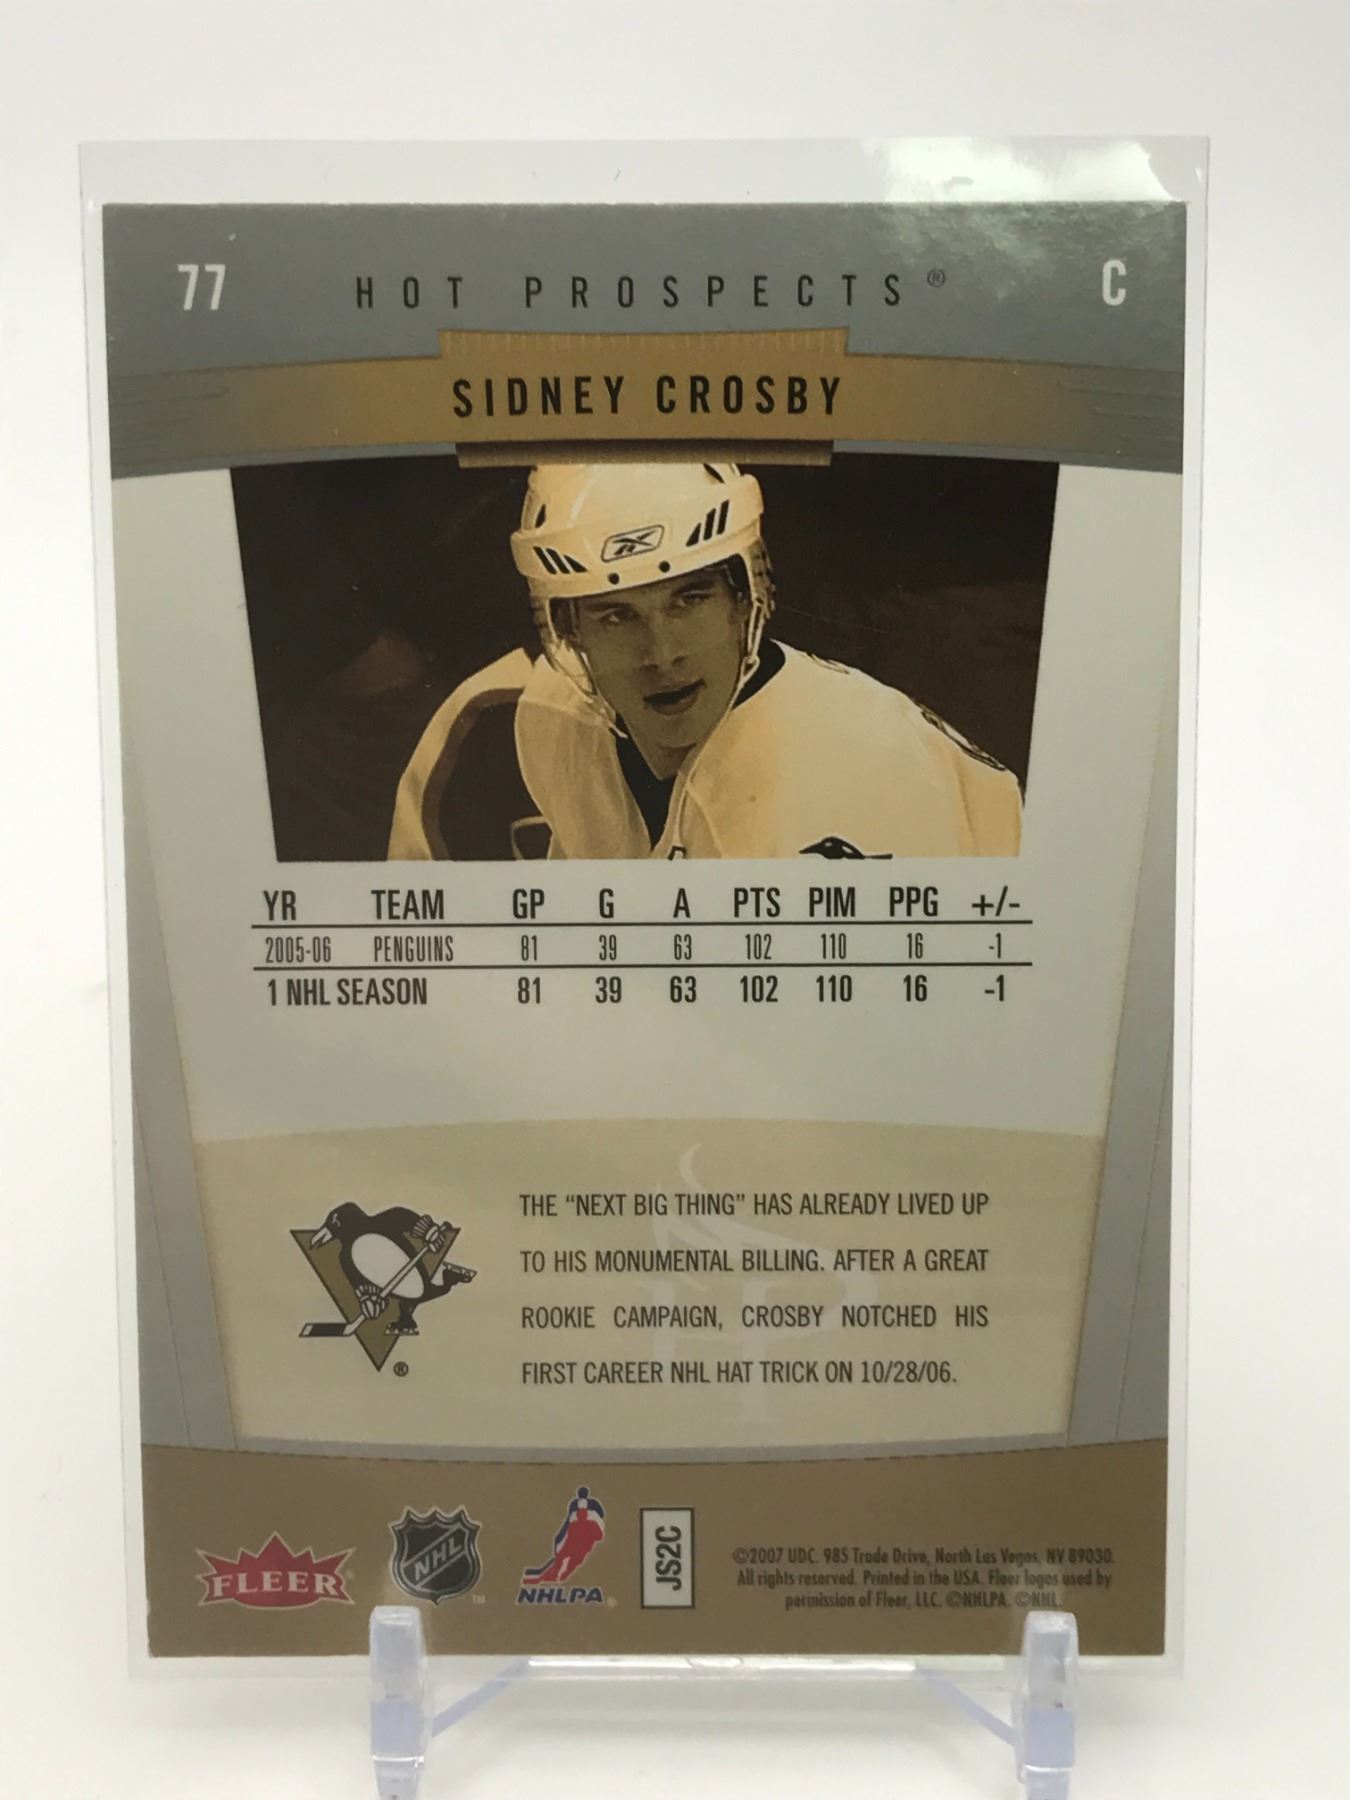 77 HOT PROSPECTS® C
SIDNEY CROSBY
YR TEAM GP G A PTS PIM PPG +/-
2005-06 PENGUINS 81 39 63 102 110 16 -1
1 NHL SEASON 81 39 63 102 110 16 -1
THE “NEXT BIG THING” HAS ALREADY LIVED UP
TO HIS MONUMENTAL BILLING. AFTER A GREAT
ROOKIE CAMPAIGN, CROSBY NOTCHED HIS
FIRST CAREER NHL HAT TRICK ON 10/28/06.
®
FLEER®
NHL™
NHLPA®
JS2C
©2007 UDC. 985 Trade Drive, North Las Vegas, NV 89030.
All rights reserved. Printed in the USA. Fleer logos used by
permission of Fleer, LLC. ©NHLPA. ©NHL.